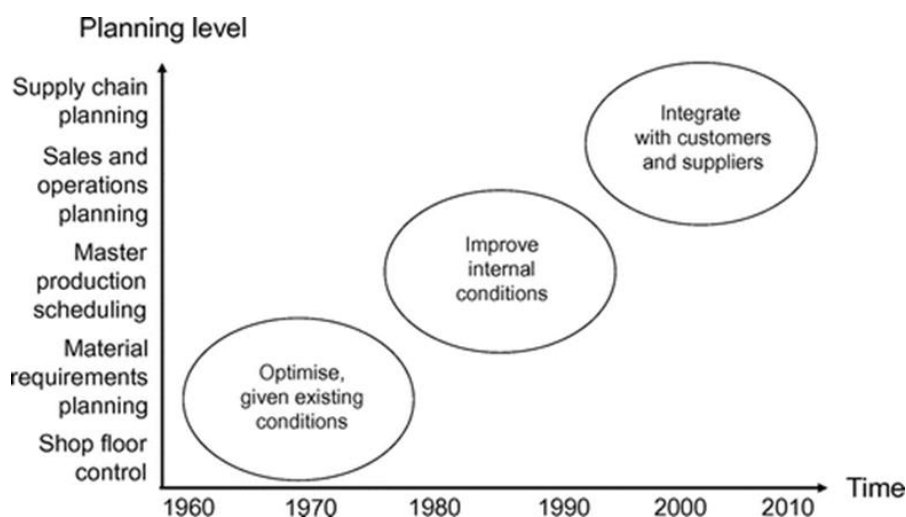 Planning level
Supply chain
planning
Sales and
operations
planning
Master
production
scheduling
Material
requirements
planning
Shop floor
control
Integrate
with customers
and suppliers
Improve
internal
conditions
Optimise,
given existing
conditions
1960 1970 1980 1990 2000 2010
Time